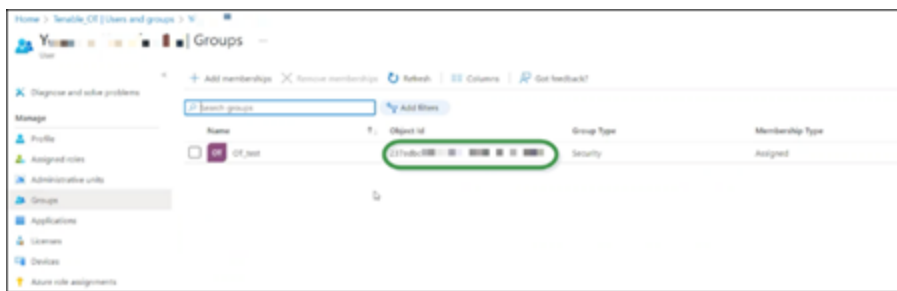 Home > Tenable_OT | Users and groups >
| Groups
User
Add memberships Remove memberships Refresh Columns Got feedback?
Diagnose and solve problems
Search groups
Add filters
Manage
Name
Object Id
Group Type
Membership Type
Profile
OT OT_test
Security
Assigned
Assigned roles
Administrative units
Groups
Applications
Licenses
Devices
Azure role assignments